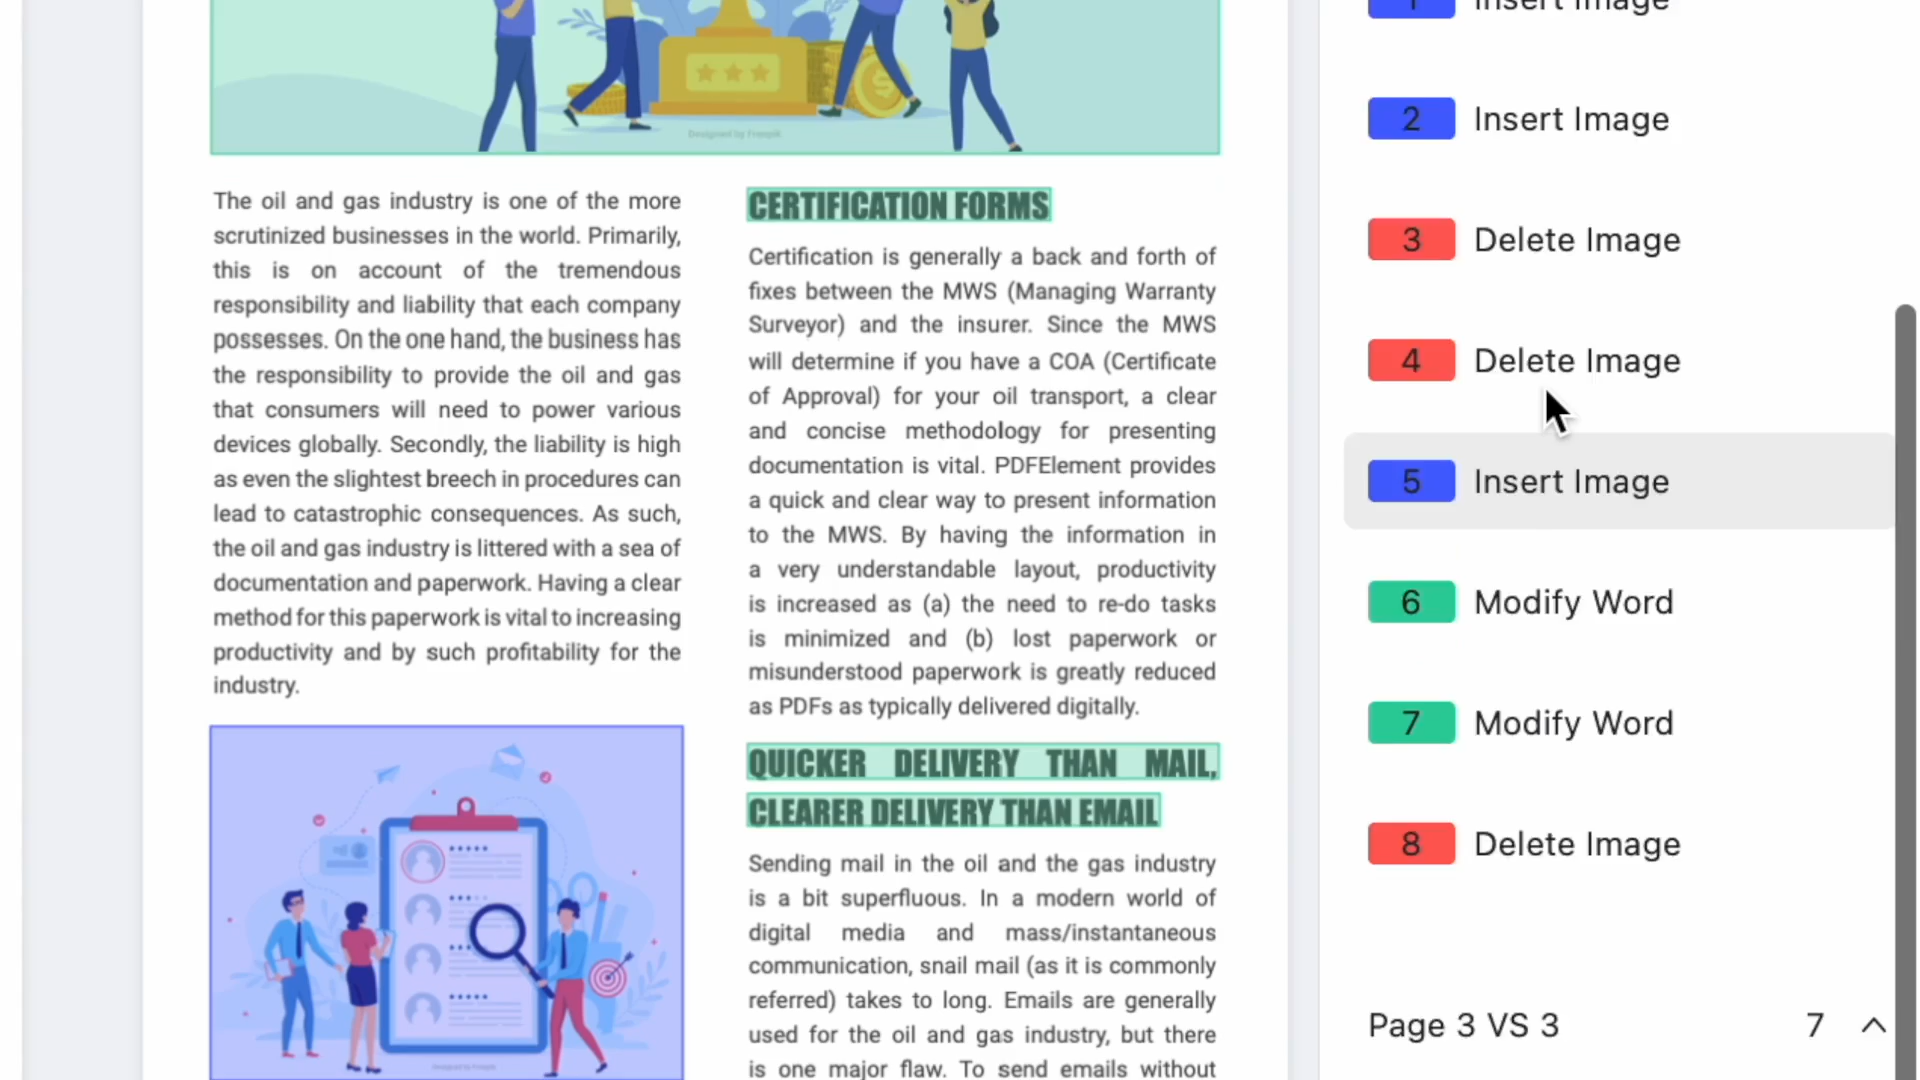 Designed by Freepik
The oil and gas industry is one of the more
scrutinized businesses in the world. Primarily,
this is on account of the tremendous
responsibility and liability that each company
possesses. On the one hand, the business has
the responsibility to provide the oil and gas
that consumers will need to power various
devices globally. Secondly, the liability is high
as even the slightest breech in procedures can
lead to catastrophic consequences. As such,
the oil and gas industry is littered with a sea of
documentation and paperwork. Having a clear
method for this paperwork is vital to increasing
productivity and by such profitability for the
industry.
Designed by Freepik
CERTIFICATION FORMS
Certification is generally a back and forth of
fixes between the MWS (Managing Warranty
Surveyor) and the insurer. Since the MWS
will determine if you have a COA (Certificate
of Approval) for your oil transport, a clear
and concise methodology for presenting
documentation is vital. PDFElement provides
a quick and clear way to present information
to the MWS. By having the information in
a very understandable layout, productivity
is increased as (a) the need to re-do tasks
is minimized and (b) lost paperwork or
misunderstood paperwork is greatly reduced
as PDFs as typically delivered digitally.
QUICKER DELIVERY THAN MAIL,
CLEARER DELIVERY THAN EMAIL
Sending mail in the oil and the gas industry
is a bit superfluous. In a modern world of
digital media and mass/instantaneous
communication, snail mail (as it is commonly
referred) takes to long. Emails are generally
used for the oil and gas industry, but there
is one major flaw. To send emails without
1 Insert Image
2 Insert Image
3 Delete Image
4 Delete Image
5 Insert Image
6 Modify Word
7 Modify Word
8 Delete Image
Page 3 VS 3 7